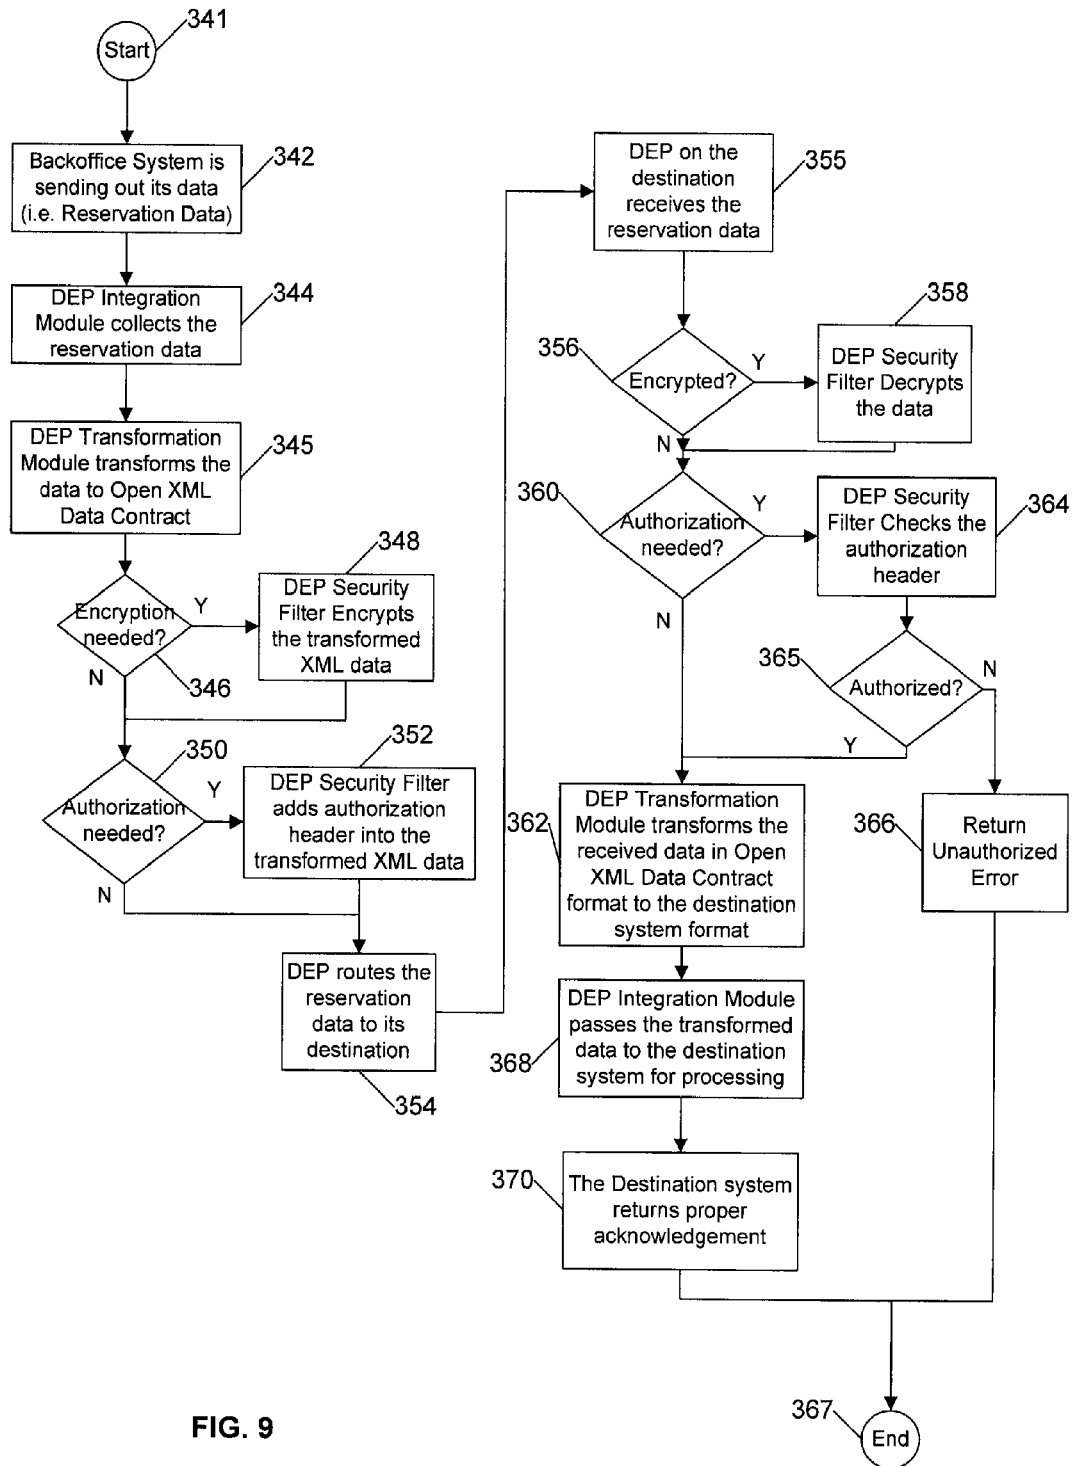 341
Start
Backoffice System is
sending out its data
(i.e. Reservation Data)
342
DEP Integration
Module collects the
reservation data
344
DEP Transformation
Module transforms the
data to Open XML
Data Contract
345
Encryption
needed?
346
Y
N
348
DEP Security
Filter Encrypts
the transformed
XML data
350
Authorization
needed?
Y
N
352
DEP Security Filter
adds authorization
header into the
transformed XML data
DEP routes the
reservation
data to its
destination
354
DEP on the
destination
receives the
reservation data
355
356
Encrypted?
Y
N
358
DEP Security
Filter Decrypts
the data
360
Authorization
needed?
Y
N
DEP Security
Filter Checks the
authorization
header
364
365
Authorized?
N
Y
362
DEP Transformation
Module transforms the
received data in Open
XML Data Contract
format to the destination
system format
366
Return
Unauthorized
Error
368
DEP Integration Module
passes the transformed
data to the destination
system for processing
370
The Destination system
returns proper
acknowledgement
367
End
FIG. 9